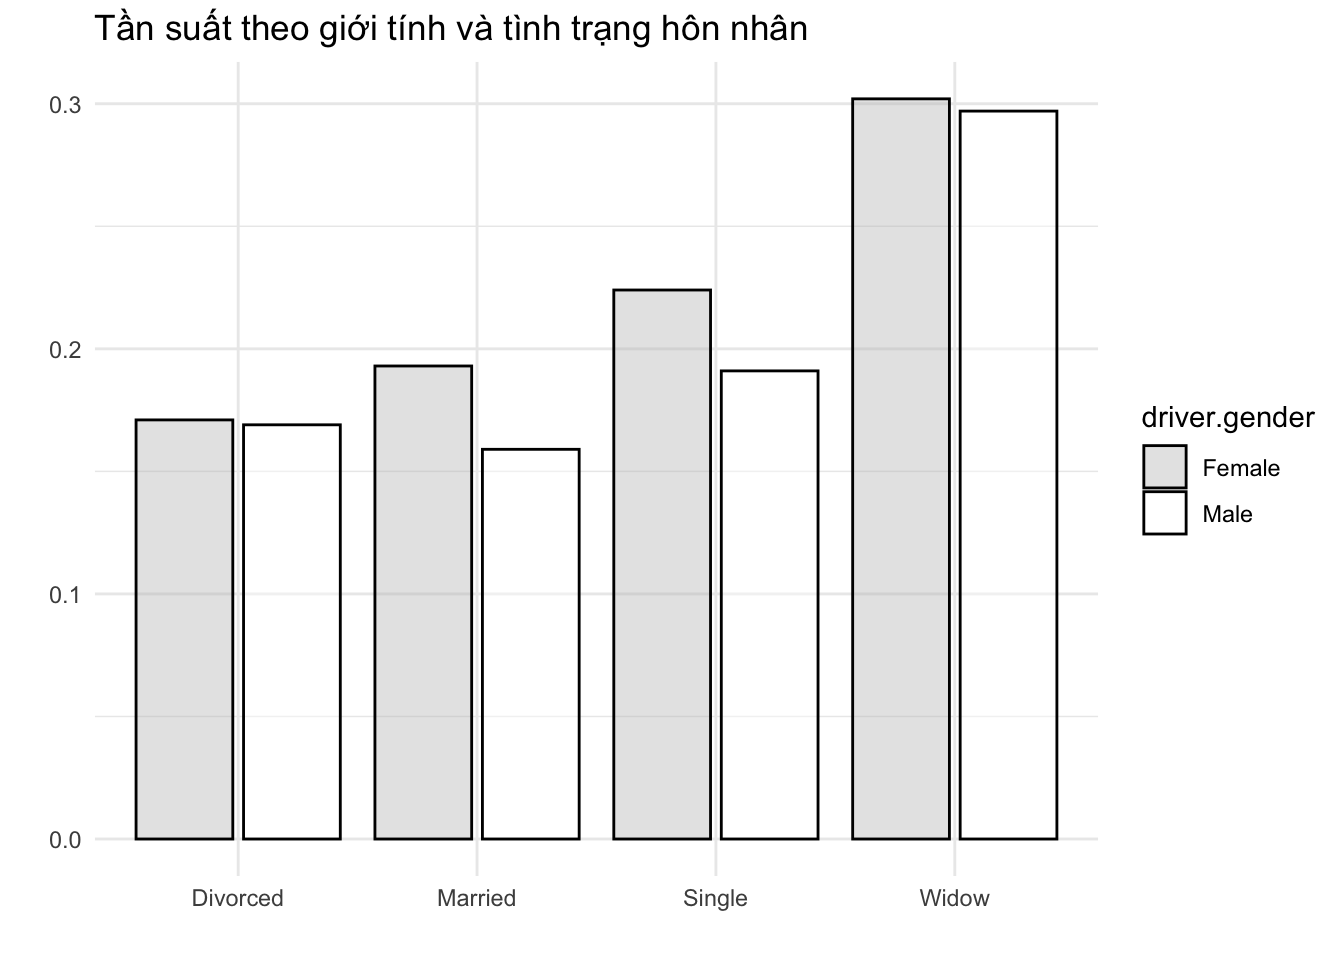 Tần suất theo giới tính và tình trạng hôn nhân
0.3
0.2
0.1
0.0
Divorced Married Single Widow
driver.gender
Female
Male